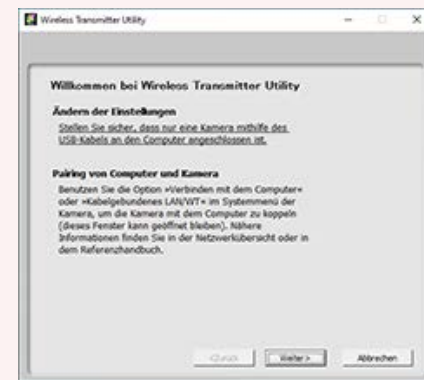 Wireless Transmitter Utility
Willkommen bei Wireless Transmitter Utility
Ändern der Einstellungen
Stellen Sie sicher, dass nur eine Kamera mithilfe des
USB-Kabels an den Computer angeschlossen ist.
Pairing von Computer und Kamera
Benutzen Sie die Option »Verbinden mit dem Computer«
oder »Kabelgebundenes LAN/WT« im Systemmenü der
Kamera, um die Kamera mit dem Computer zu koppeln
(dieses Fenster kann geöffnet bleiben). Nähere
Informationen finden Sie in der Netzwerkübersicht oder in
dem Referenzhandbuch.
<Zurück Weiter > Abbrechen